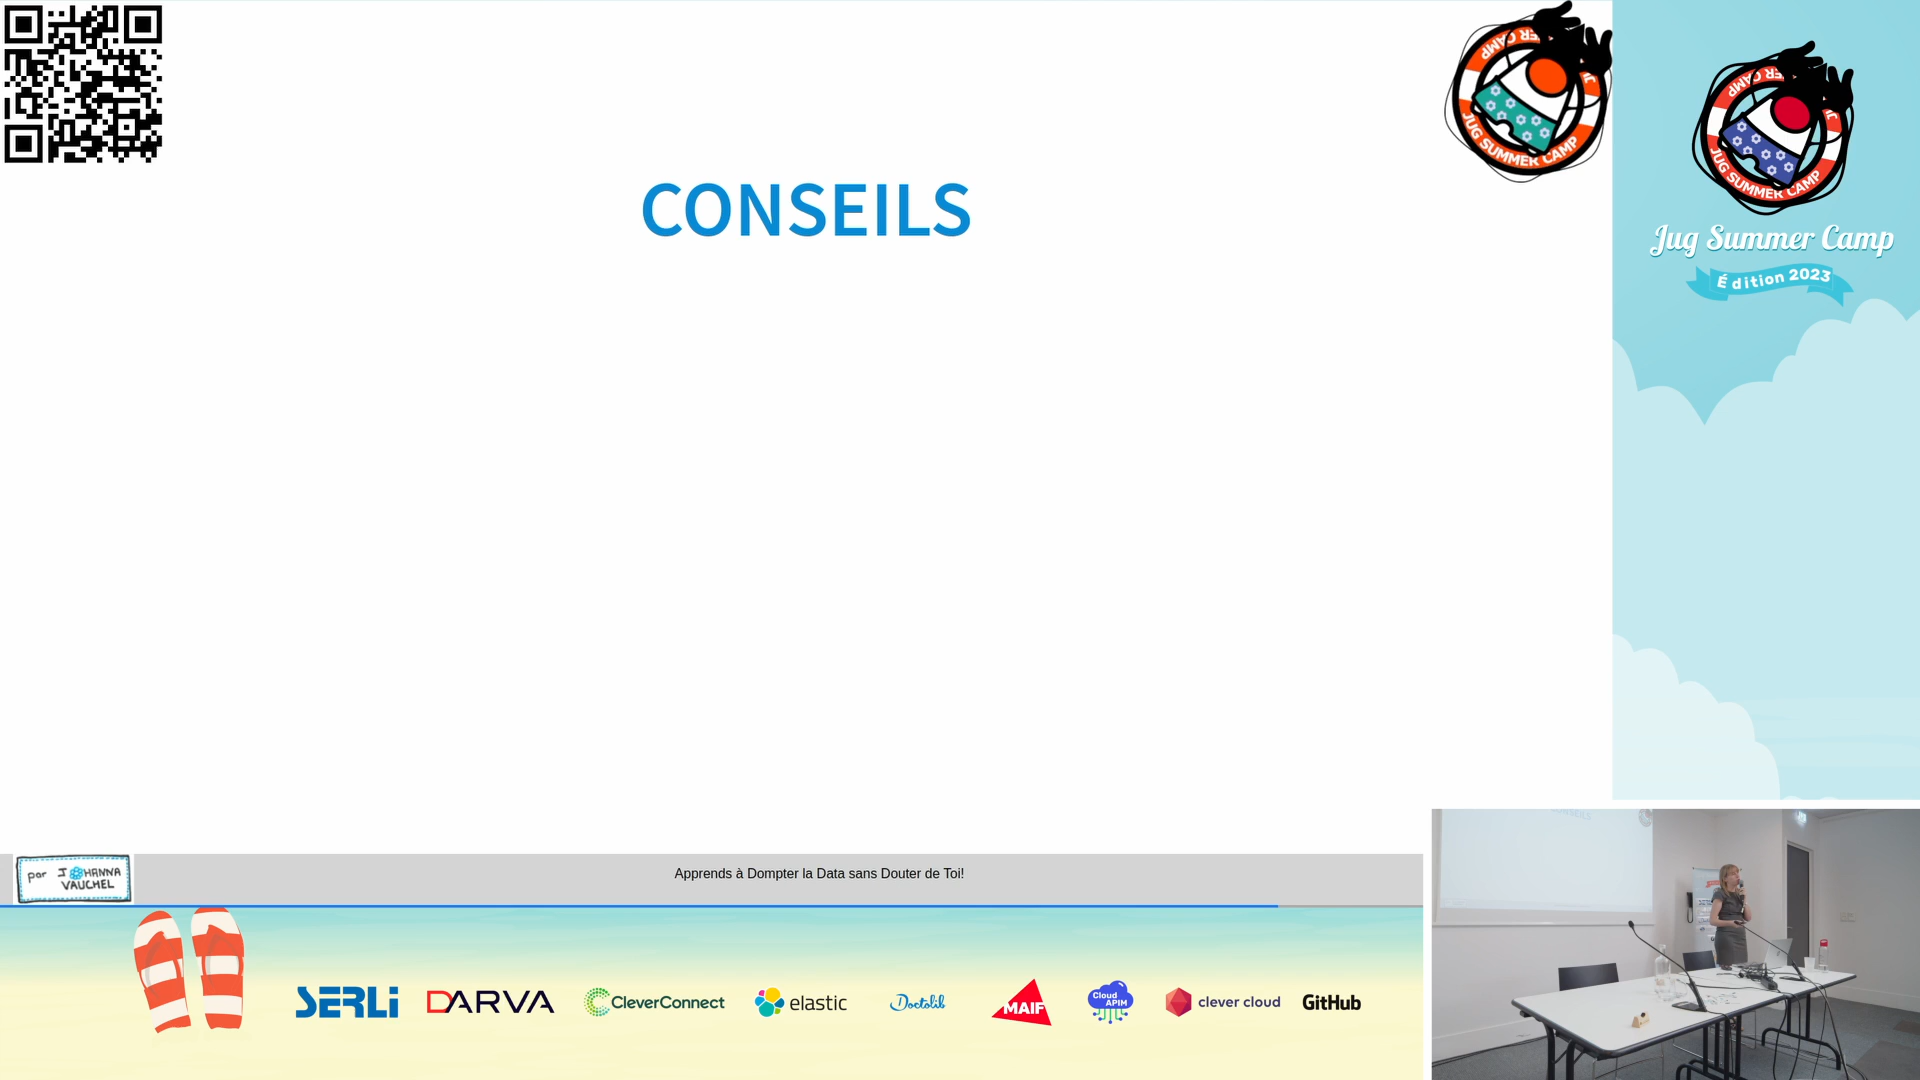 JUG SUMMER CAMP
JUG SUMMER CAMP
CONSEILS
Jug Summer Camp
Édition 2023
par JOHANNA
VAUCHEL
Apprends à Dompter la Data sans Douter de Toi!
SERLi
DARVA
CleverConnect
elastic
Doctolib
MAIF
Cloud
APIM
clever cloud
GitHub